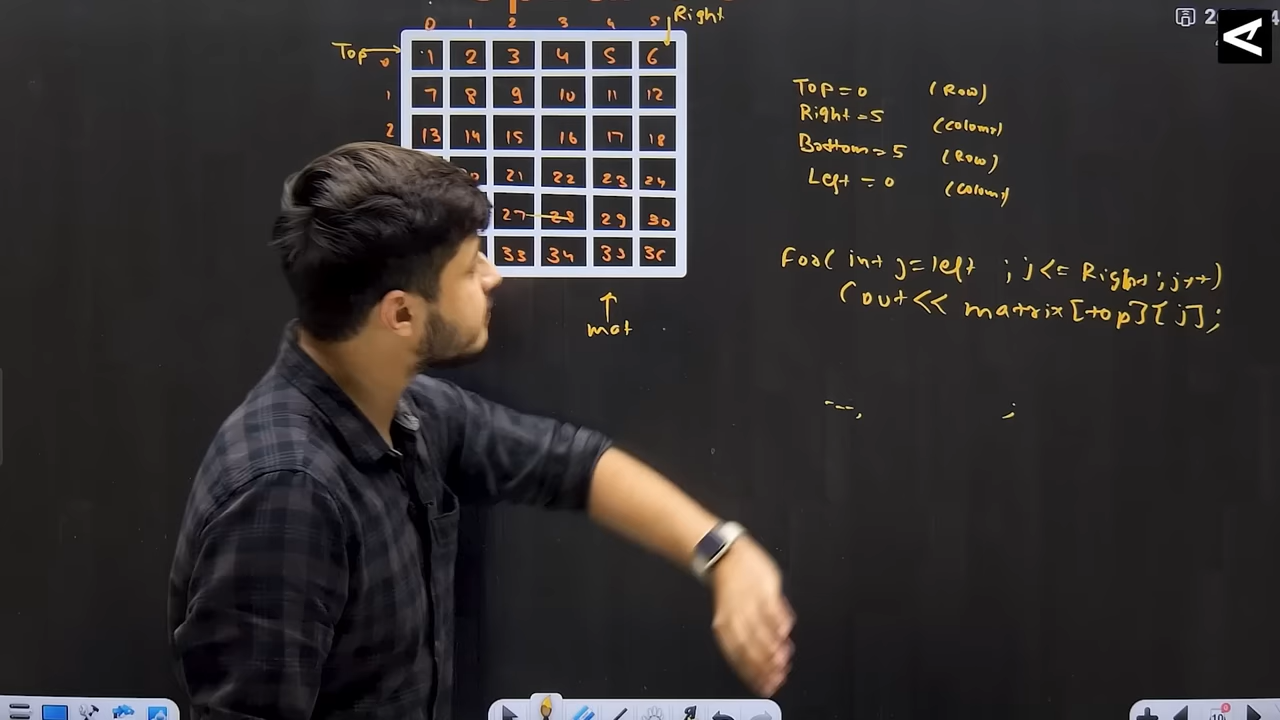 0 1 2 3 4 5 Right
Top 0 1 2 3 4 5 6
1 7 8 9 10 11 12
2 13 14 15 16 17 18
21 22 23 24
27 28 29 30
33 34 35 36
mat
Top = 0 (Row)
Right = 5 (column)
Bottom = 5 (Row)
Left = 0 (column)
For( int j = left ; j <= Right ; j++)
Cout << matrix[top][j];
---, ;